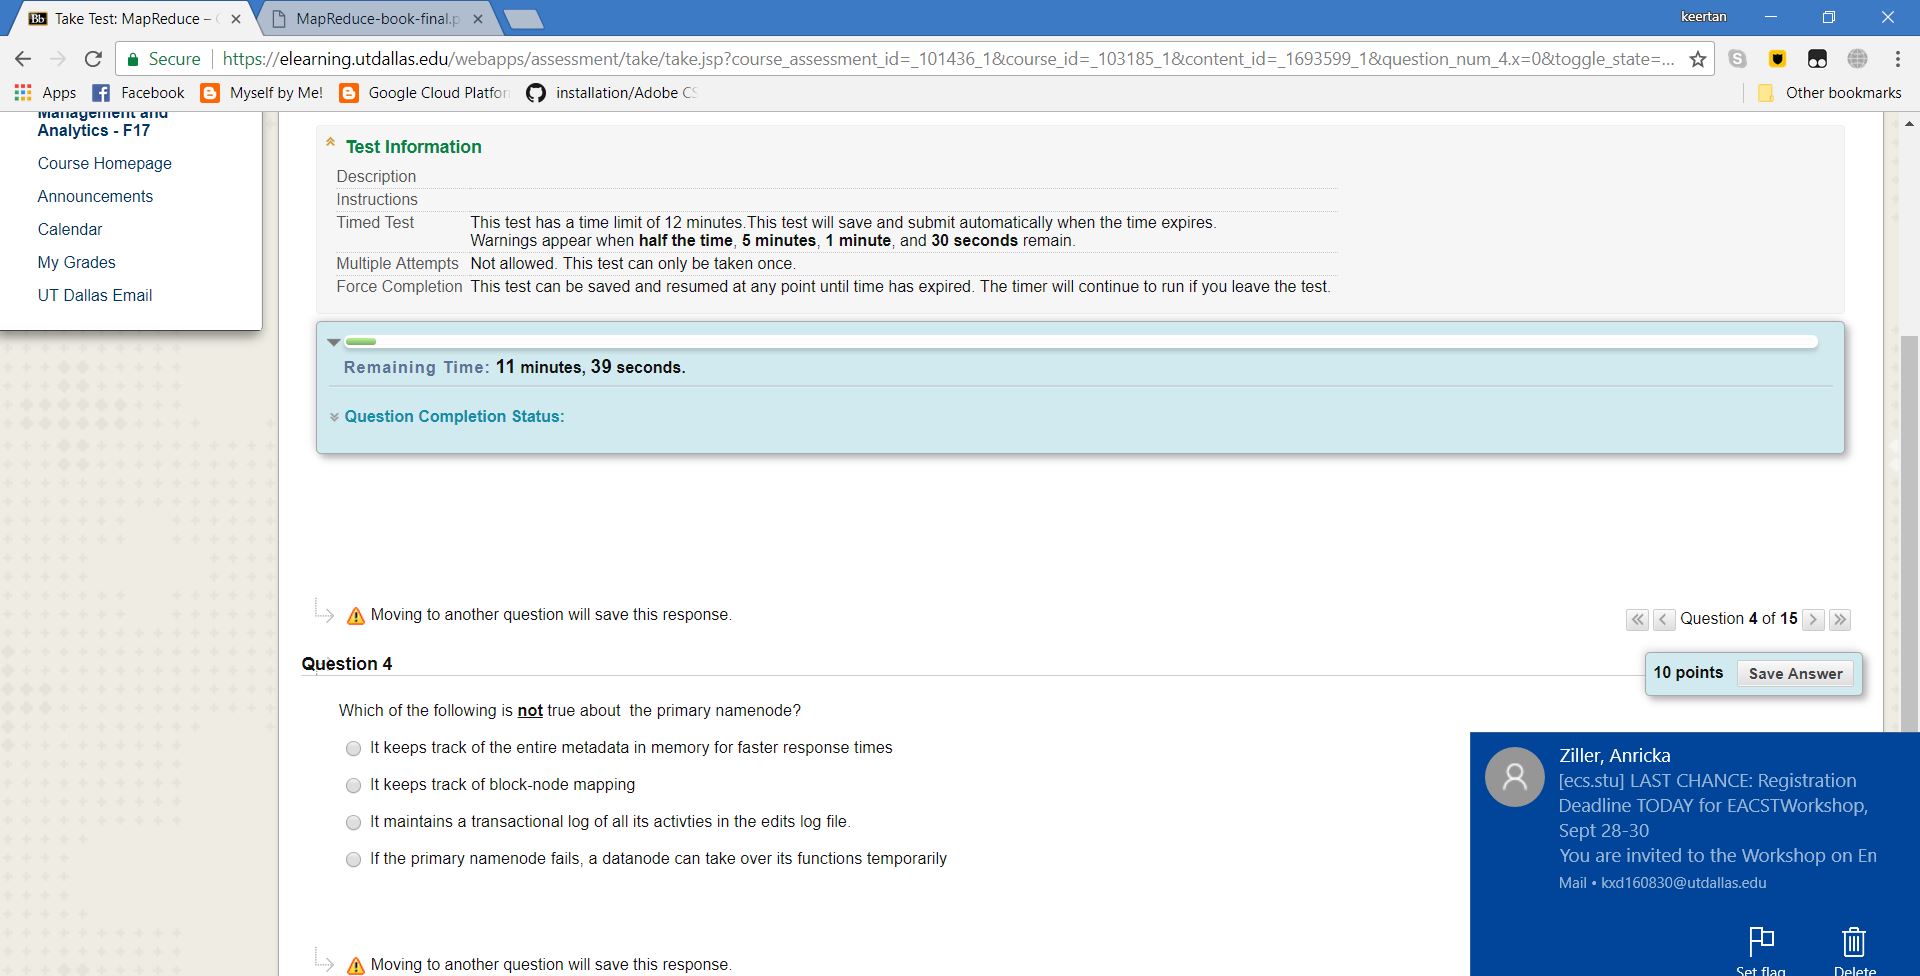 Take Test: MapReduce –
MapReduce-book-final.p
keertan
Secure
https://elearning.utdallas.edu/webapps/assessment/take/take.jsp?course_assessment_id=_101436_1&course_id=_103185_1&content_id=_1693599_1&question_num_4.x=0&toggle_state=...
Apps
Facebook
Myself by Me!
Google Cloud Platfor
installation/Adobe CS
Other bookmarks
Management and
Analytics - F17
Course Homepage
Announcements
Calendar
My Grades
UT Dallas Email
Test Information
Description
Instructions
Timed Test This test has a time limit of 12 minutes.This test will save and submit automatically when the time expires.
Warnings appear when half the time, 5 minutes, 1 minute, and 30 seconds remain.
Multiple Attempts Not allowed. This test can only be taken once.
Force Completion This test can be saved and resumed at any point until time has expired. The timer will continue to run if you leave the test.
Remaining Time: 11 minutes, 39 seconds.
Question Completion Status:
Moving to another question will save this response.
Question 4 of 15
Question 4
10 points Save Answer
Which of the following is not true about the primary namenode?
It keeps track of the entire metadata in memory for faster response times
It keeps track of block-node mapping
It maintains a transactional log of all its activties in the edits log file.
If the primary namenode fails, a datanode can take over its functions temporarily
Moving to another question will save this response.
Ziller, Anricka
[ecs.stu] LAST CHANCE: Registration
Deadline TODAY for EACSTWorkshop,
Sept 28-30
You are invited to the Workshop on En
Mail • kxd160830@utdallas.edu
Set flag
Delete